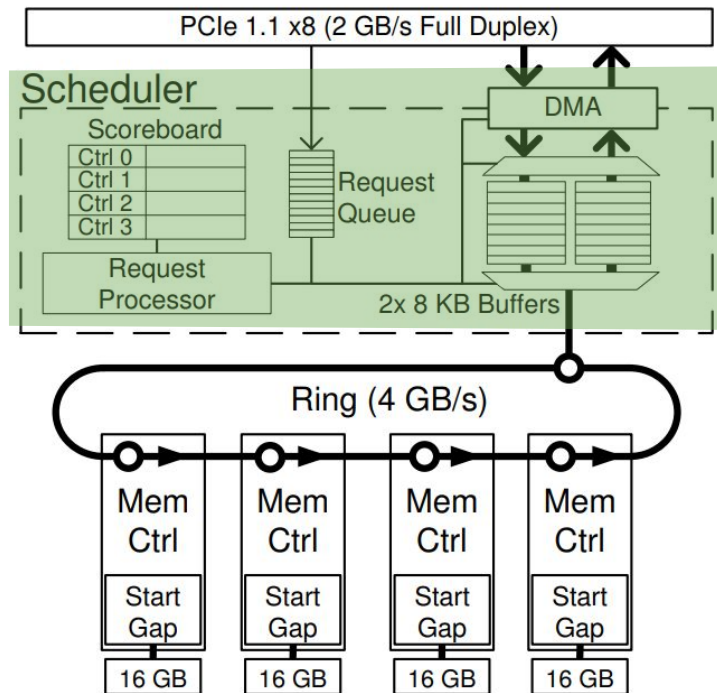 PCIe 1.1 x8 (2 GB/s Full Duplex)
Scheduler
DMA
Scoreboard
Ctrl 0
Ctrl 1
Ctrl 2
Ctrl 3
Request
Queue
Request
Processor
2x 8 KB Buffers
Ring (4 GB/s)
Mem
Ctrl
Mem
Ctrl
Mem
Ctrl
Mem
Ctrl
Start
Gap
Start
Gap
Start
Gap
Start
Gap
16 GB
16 GB
16 GB
16 GB